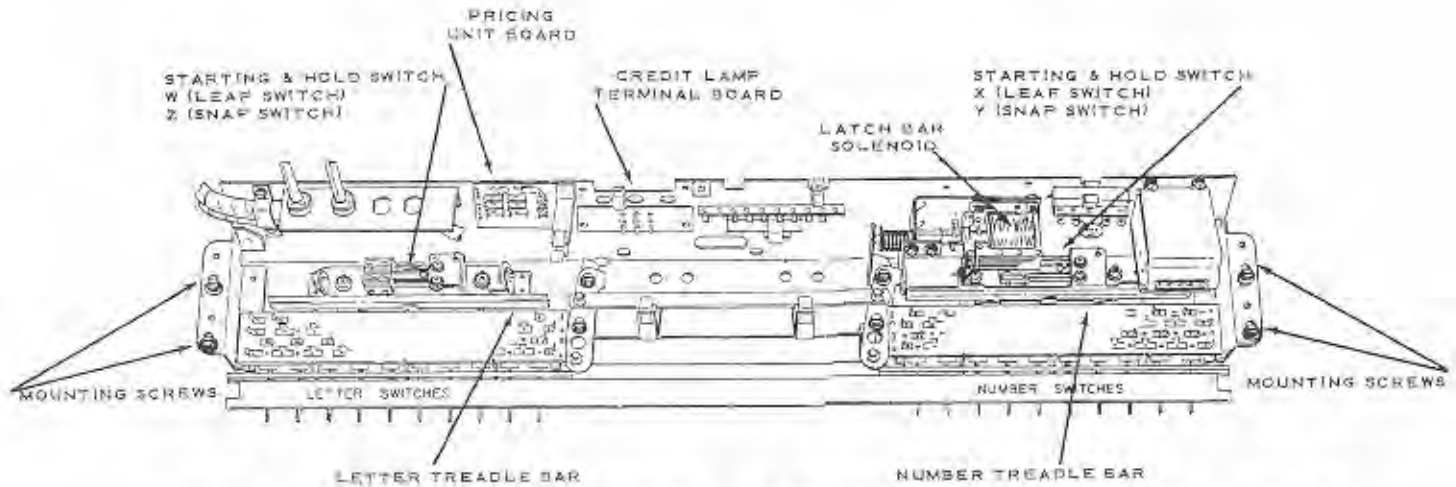 PRICING
UNIT BOARD
STARTING & HOLD SWITCH
W (LEAF SWITCH)
Z (SNAP SWITCH)
CREDIT LAMP
TERMINAL BOARD
STARTING & HOLD SWITCH
X (LEAF SWITCH)
Y (SNAP SWITCH)
LATCH BAR
SOLENOID
MOUNTING SCREWS
LETTER SWITCHES
NUMBER SWITCHES
MOUNTING SCREWS
LETTER TREADLE BAR
NUMBER TREADLE BAR